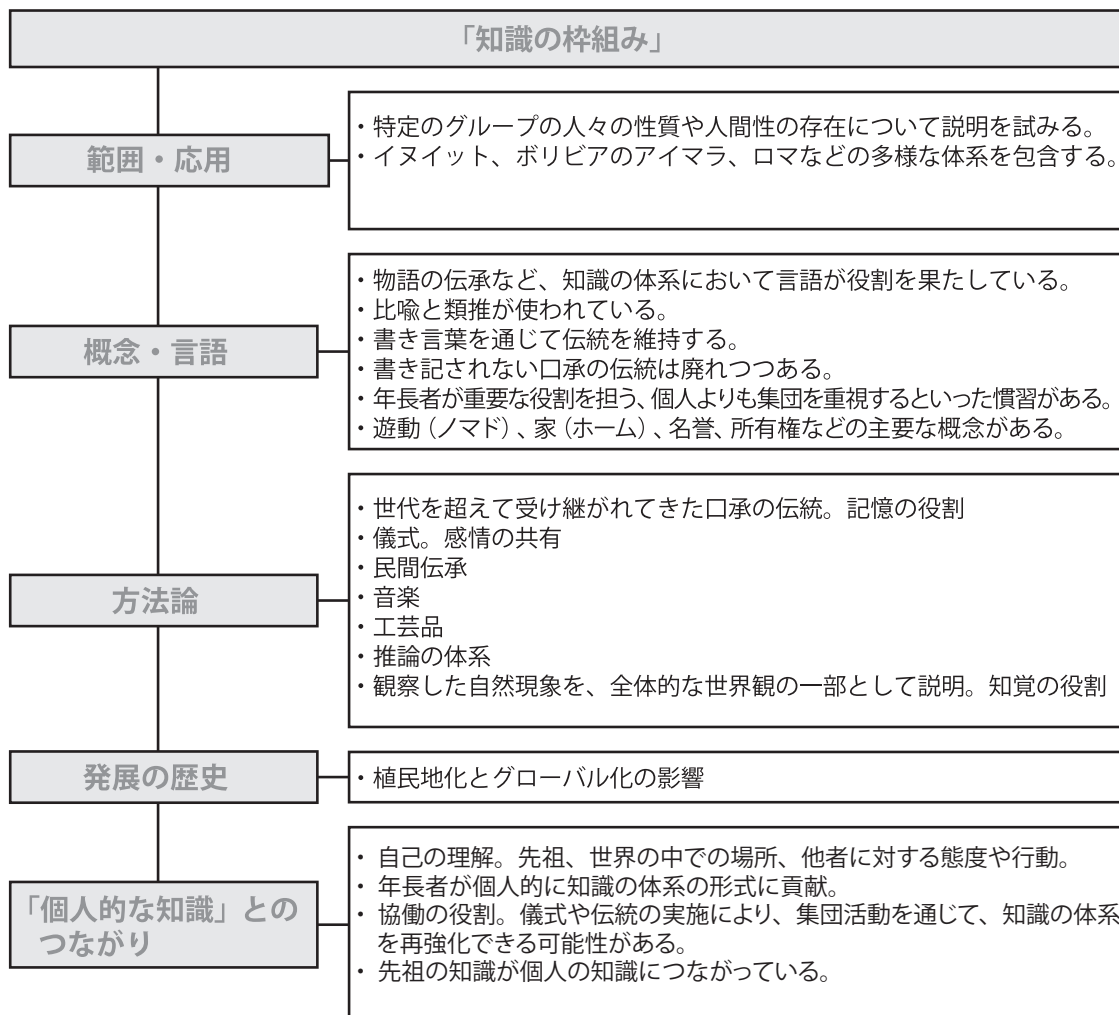 「知識の枠組み」
範囲・応用
・特定のグループの人々の性質や人間性の存在について説明を試みる。
・イヌイット、ボリビアのアイマラ、ロマなどの多様な体系を包含する。
概念・言語
・物語の伝承など、知識の体系において言語が役割を果たしている。
・比喩と類推が使われている。
・書き言葉を通じて伝統を維持する。
・書き記されない口承の伝統は廃れつつある。
・年長者が重要な役割を担う、個人よりも集団を重視するといった慣習がある。
・遊動（ノマド）、家（ホーム）、名誉、所有権などの主要な概念がある。
方法論
・世代を超えて受け継がれてきた口承の伝統。記憶の役割
・儀式。感情の共有
・民間伝承
・音楽
・工芸品
・推論の体系
・観察した自然現象を、全体的な世界観の一部として説明。知覚の役割
発展の歴史
・植民地化とグローバル化の影響
「個人的な知識」との
つながり
・自己の理解。先祖、世界の中での場所、他者に対する態度や行動。
・年長者が個人的に知識の体系の形式に貢献。
・協働の役割。儀式や伝統の実施により、集団活動を通じて、知識の体系
を再強化できる可能性がある。
・先祖の知識が個人の知識につながっている。